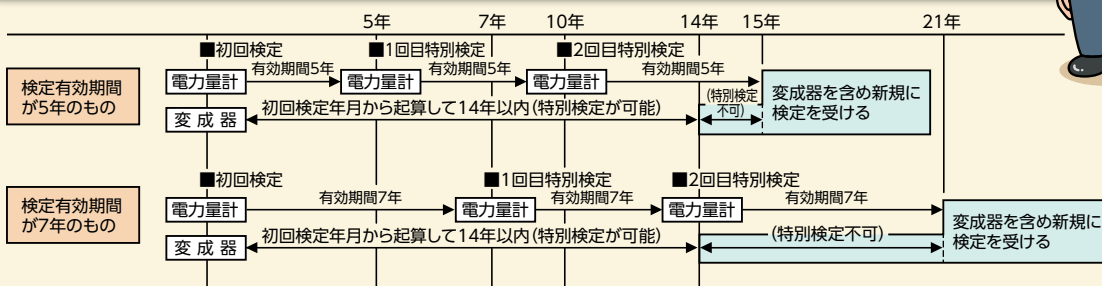 5年 7年 10年 14年 15年 21年
■初回検定 ■1回目特別検定 ■2回目特別検定
検定有効期間
が5年のもの
電力量計 有効期間5年 電力量計 有効期間5年 電力量計 有効期間5年
変成器 初回検定年月から起算して14年以内(特別検定が可能)
(特別検定
不可)
変成器を含め新規に
検定を受ける
■初回検定 ■1回目特別検定 ■2回目特別検定
検定有効期間
が7年のもの
電力量計 有効期間7年 電力量計 有効期間7年 電力量計 有効期間7年
変成器 初回検定年月から起算して14年以内(特別検定が可能) (特別検定不可)
変成器を含め新規に
検定を受ける